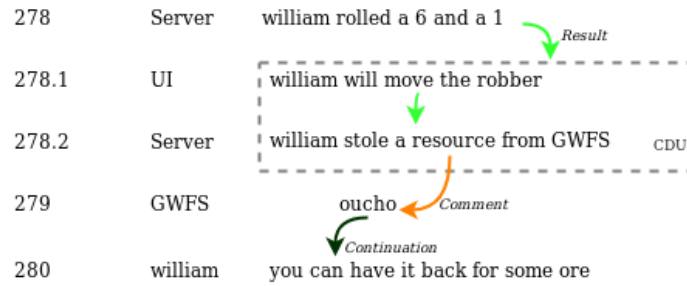 278 Server william rolled a 6 and a 1
Result
278.1 UI william will move the robber
278.2 Server william stole a resource from GWFS CDU
279 GWFS oucho Comment
Continuation
280 william you can have it back for some ore